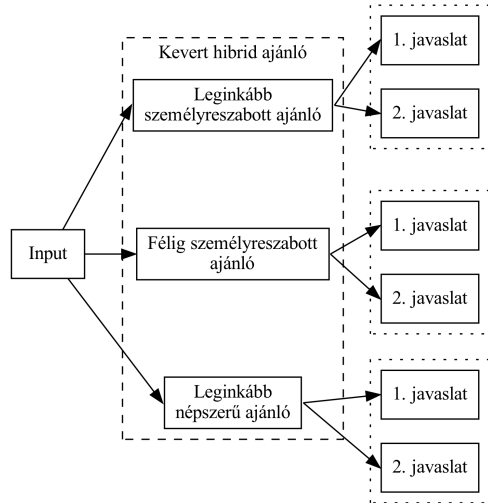 Kevert hibrid ajánló
Input
Leginkább
személyreszabott ajánló
1. javaslat
2. javaslat
Félig személyreszabott
ajánló
1. javaslat
2. javaslat
Leginkább
népszerű ajánló
1. javaslat
2. javaslat